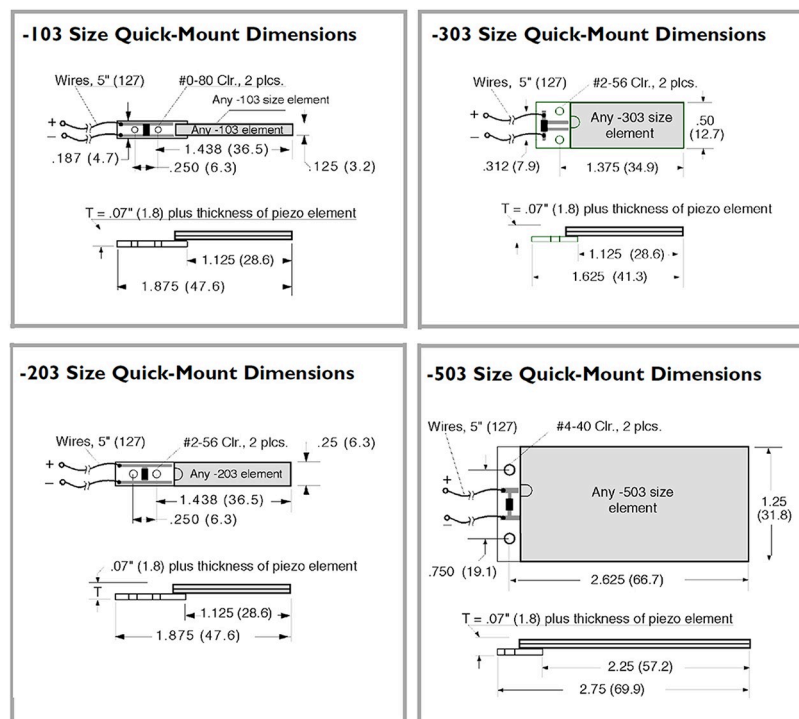 -103 Size Quick-Mount Dimensions
Wires, 5" (127)
#0-80 Clr., 2 plcs.
Any -103 size element
+
Any -103 element
–
.187 (4.7)
1.438 (36.5)
.250 (6.3)
.125 (3.2)
T = .07" (1.8) plus thickness of piezo element
1.125 (28.6)
1.875 (47.6)
-303 Size Quick-Mount Dimensions
Wires, 5" (127)
#2-56 Clr., 2 plcs.
+
Any -303 size
element
.50
(12.7)
–
.312 (7.9)
1.375 (34.9)
T = .07" (1.8) plus thickness of piezo element
1.125 (28.6)
1.625 (41.3)
-203 Size Quick-Mount Dimensions
Wires, 5" (127)
#2-56 Clr., 2 plcs.
.25 (6.3)
+
Any -203 element
–
1.438 (36.5)
.250 (6.3)
.07" (1.8) plus thickness of piezo element
T
1.125 (28.6)
1.875 (47.6)
-503 Size Quick-Mount Dimensions
Wires, 5" (127)
#4-40 Clr., 2 plcs.
+
Any -503 size
element
1.25
(31.8)
–
.750 (19.1)
2.625 (66.7)
T = .07" (1.8) plus thickness of piezo element
2.25 (57.2)
2.75 (69.9)